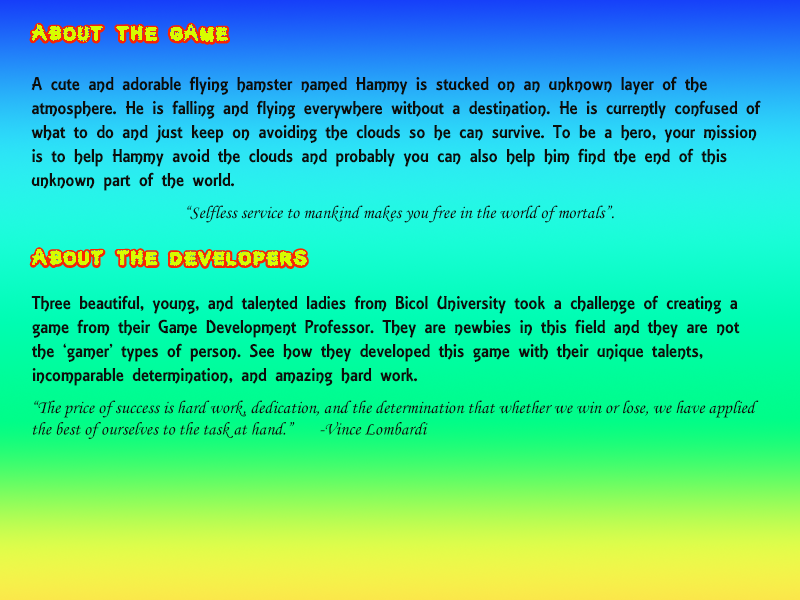 ABOUT THE GAME
A cute and adorable flying hamster named Hammy is stucked on an unknown layer of the
atmosphere. He is falling and flying everywhere without a destination. He is currently confused of
what to do and just keep on avoiding the clouds so he can survive. To be a hero, your mission
is to help Hammy avoid the clouds and probably you can also help him find the end of this
unknown part of the world.
“Selfless service to mankind makes you free in the world of mortals”.
ABOUT THE DEVELOPERS
Three beautiful, young, and talented ladies from Bicol University took a challenge of creating a
game from their Game Development Professor. They are newbies in this field and they are not
the ‘gamer’ types of person. See how they developed this game with their unique talents,
incomparable determination, and amazing hard work.
“The price of success is hard work, dedication, and the determination that whether we win or lose, we have applied
the best of ourselves to the task at hand.” -Vince Lombardi